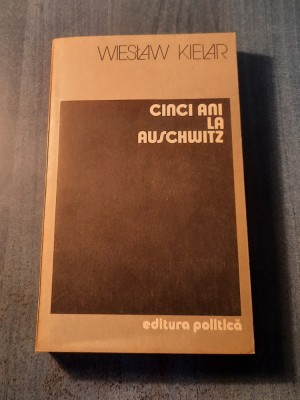 WIESŁAW KIELAR
CINCI ANI
LA
AUSCHWITZ
editura politică